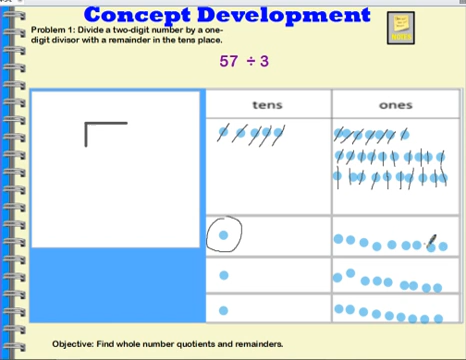 Concept Development
Problem 1: Divide a two-digit number by a one-
digit divisor with a remainder in the tens place.
NOTES
57 ÷ 3
tens ones
Objective: Find whole number quotients and remainders.